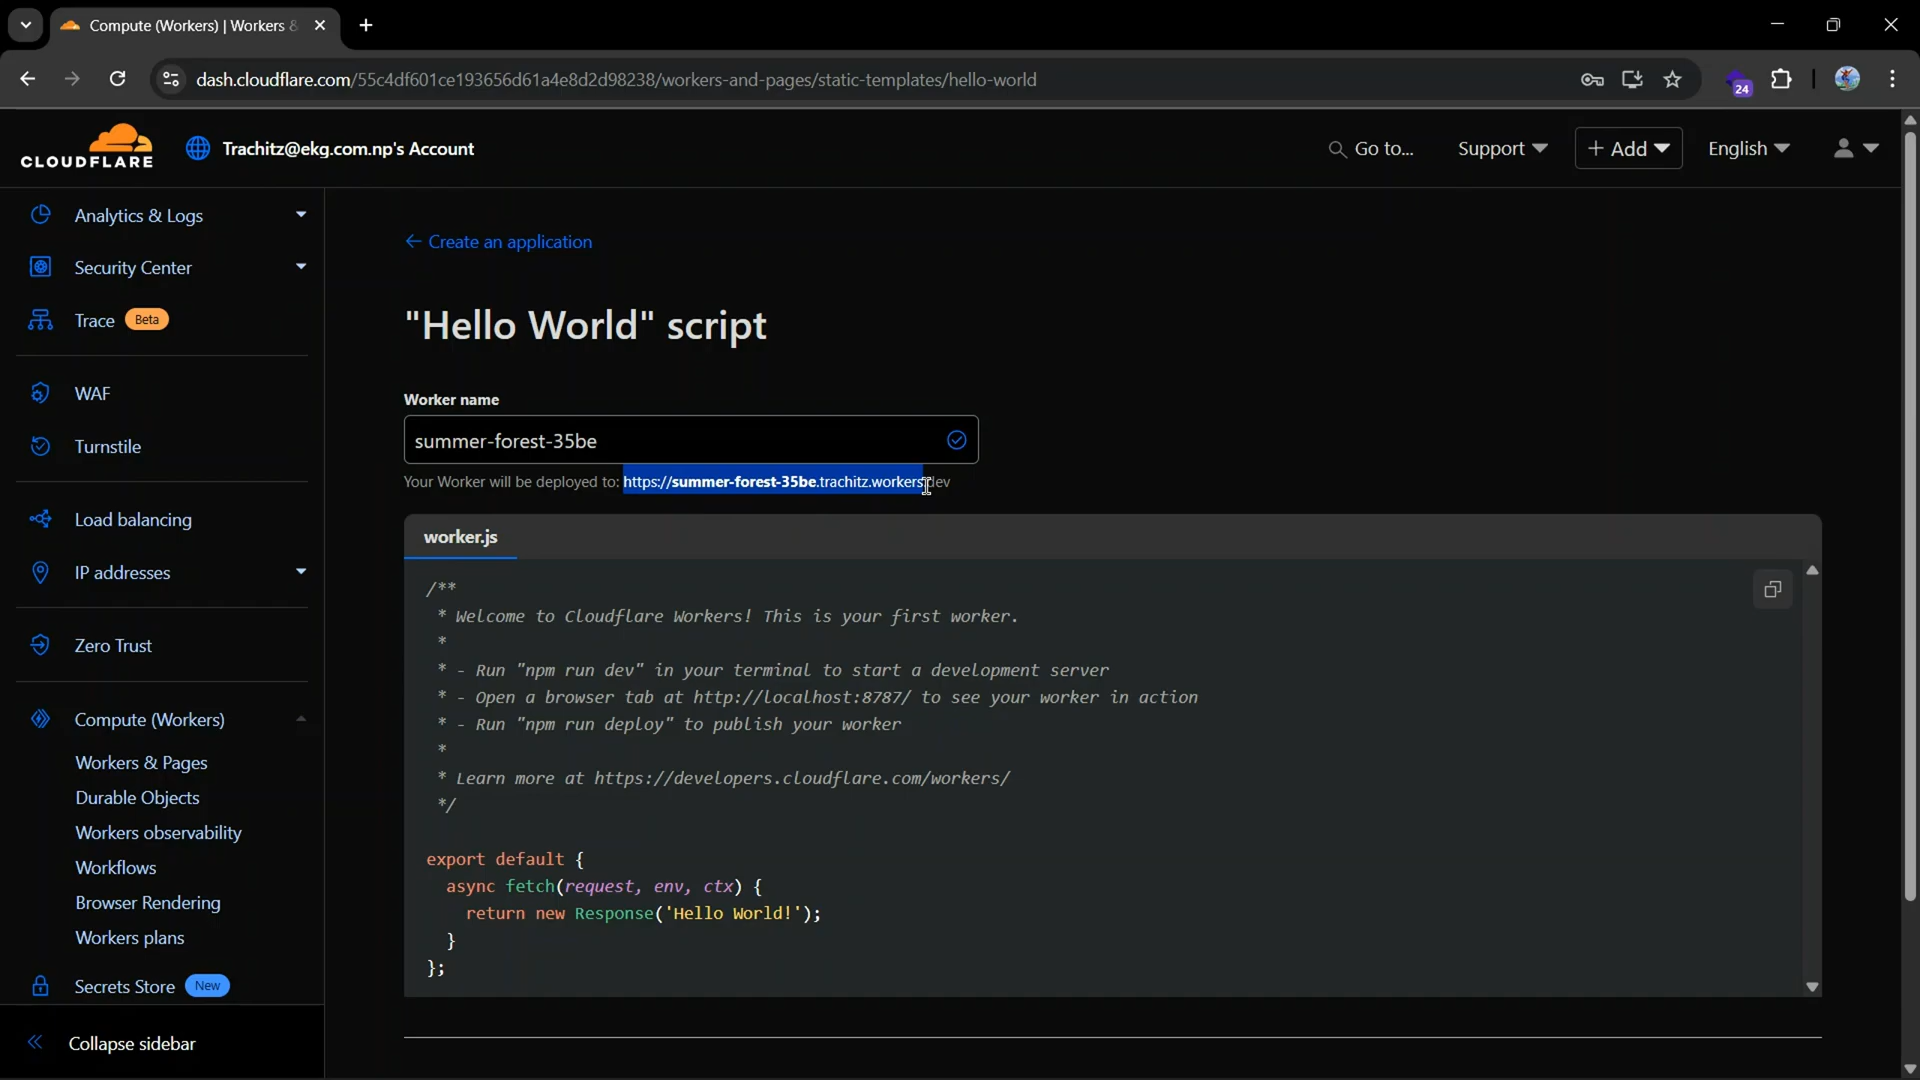 Compute (Workers) | Workers &
dash.cloudflare.com/55c4df601ce193656d61a4e8d2d98238/workers-and-pages/static-templates/hello-world
24
CLOUDFLARE
Trachitz@ekg.com.np's Account
Go to...
Support
+ Add
English
Analytics & Logs
Security Center
Trace Beta
WAF
Turnstile
Load balancing
IP addresses
Zero Trust
Compute (Workers)
Workers & Pages
Durable Objects
Workers observability
Workflows
Browser Rendering
Workers plans
Secrets Store New
Collapse sidebar
← Create an application
"Hello World" script
Worker name
summer-forest-35be
Your Worker will be deployed to: https://summer-forest-35be.trachitz.workers.dev
worker.js
/**
* Welcome to Cloudflare Workers! This is your first worker.
*
* - Run "npm run dev" in your terminal to start a development server
* - Open a browser tab at http://localhost:8787/ to see your worker in action
* - Run "npm run deploy" to publish your worker
*
* Learn more at https://developers.cloudflare.com/workers/
*/
export default {
async fetch(request, env, ctx) {
return new Response('Hello World!');
}
};